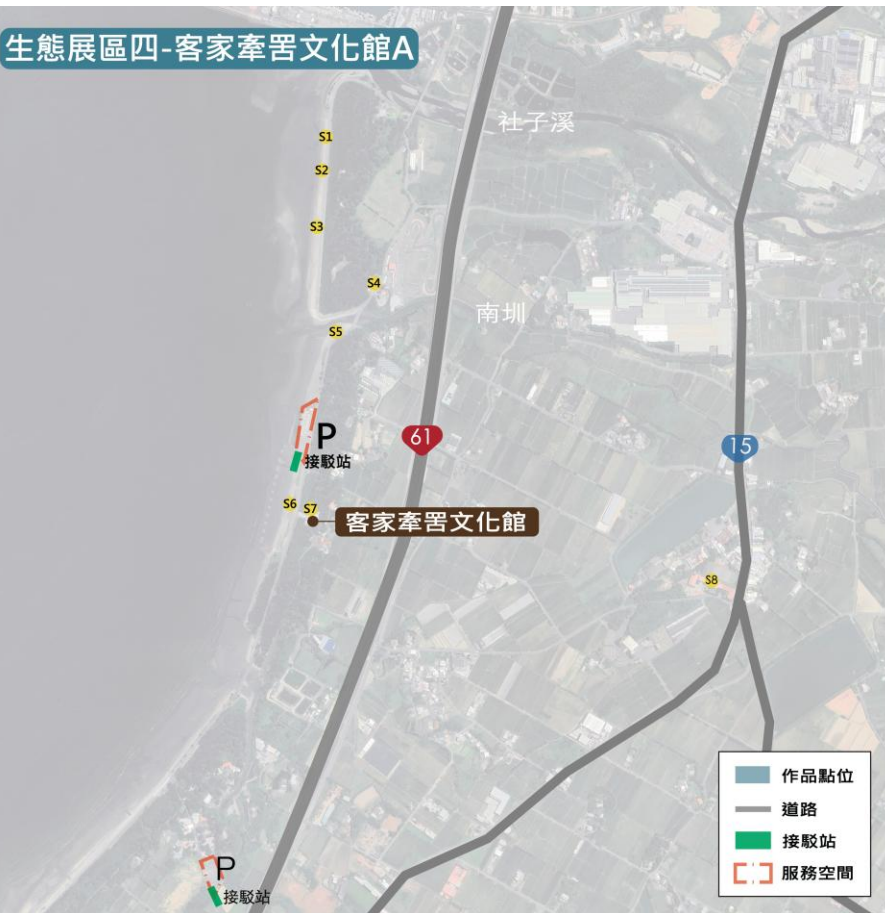 生態展區四-客家牽罟文化館A
社子溪
S1
S2
S3
S4
南圳
S5
P
接駁站
61
15
S6
S7
客家牽罟文化館
S8
作品點位
道路
接駁站
服務空間
P
接駁站